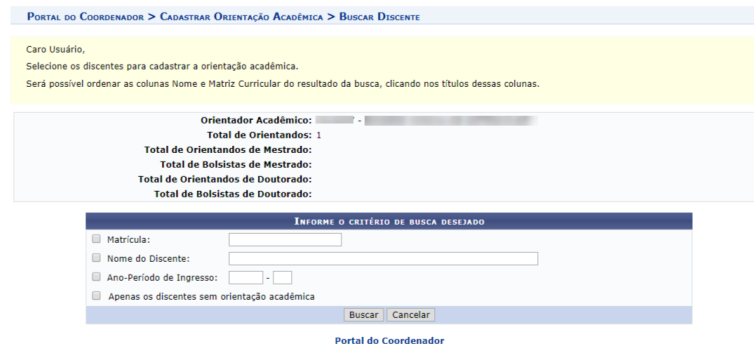 Portal do Coordenador > Cadastrar Orientação Acadêmica > Buscar Discente
Caro Usuário,
Selecione os discentes para cadastrar a orientação acadêmica.
Será possível ordenar as colunas Nome e Matriz Curricular do resultado da busca, clicando nos títulos dessas colunas.
Orientador Acadêmico: -
Total de Orientandos: 1
Total de Orientandos de Mestrado:
Total de Bolsistas de Mestrado:
Total de Orientandos de Doutorado:
Total de Bolsistas de Doutorado:
Informe o critério de busca desejado
Matrícula:
Nome do Discente:
Ano-Período de Ingresso: -
Apenas os discentes sem orientação acadêmica
Buscar Cancelar
Portal do Coordenador